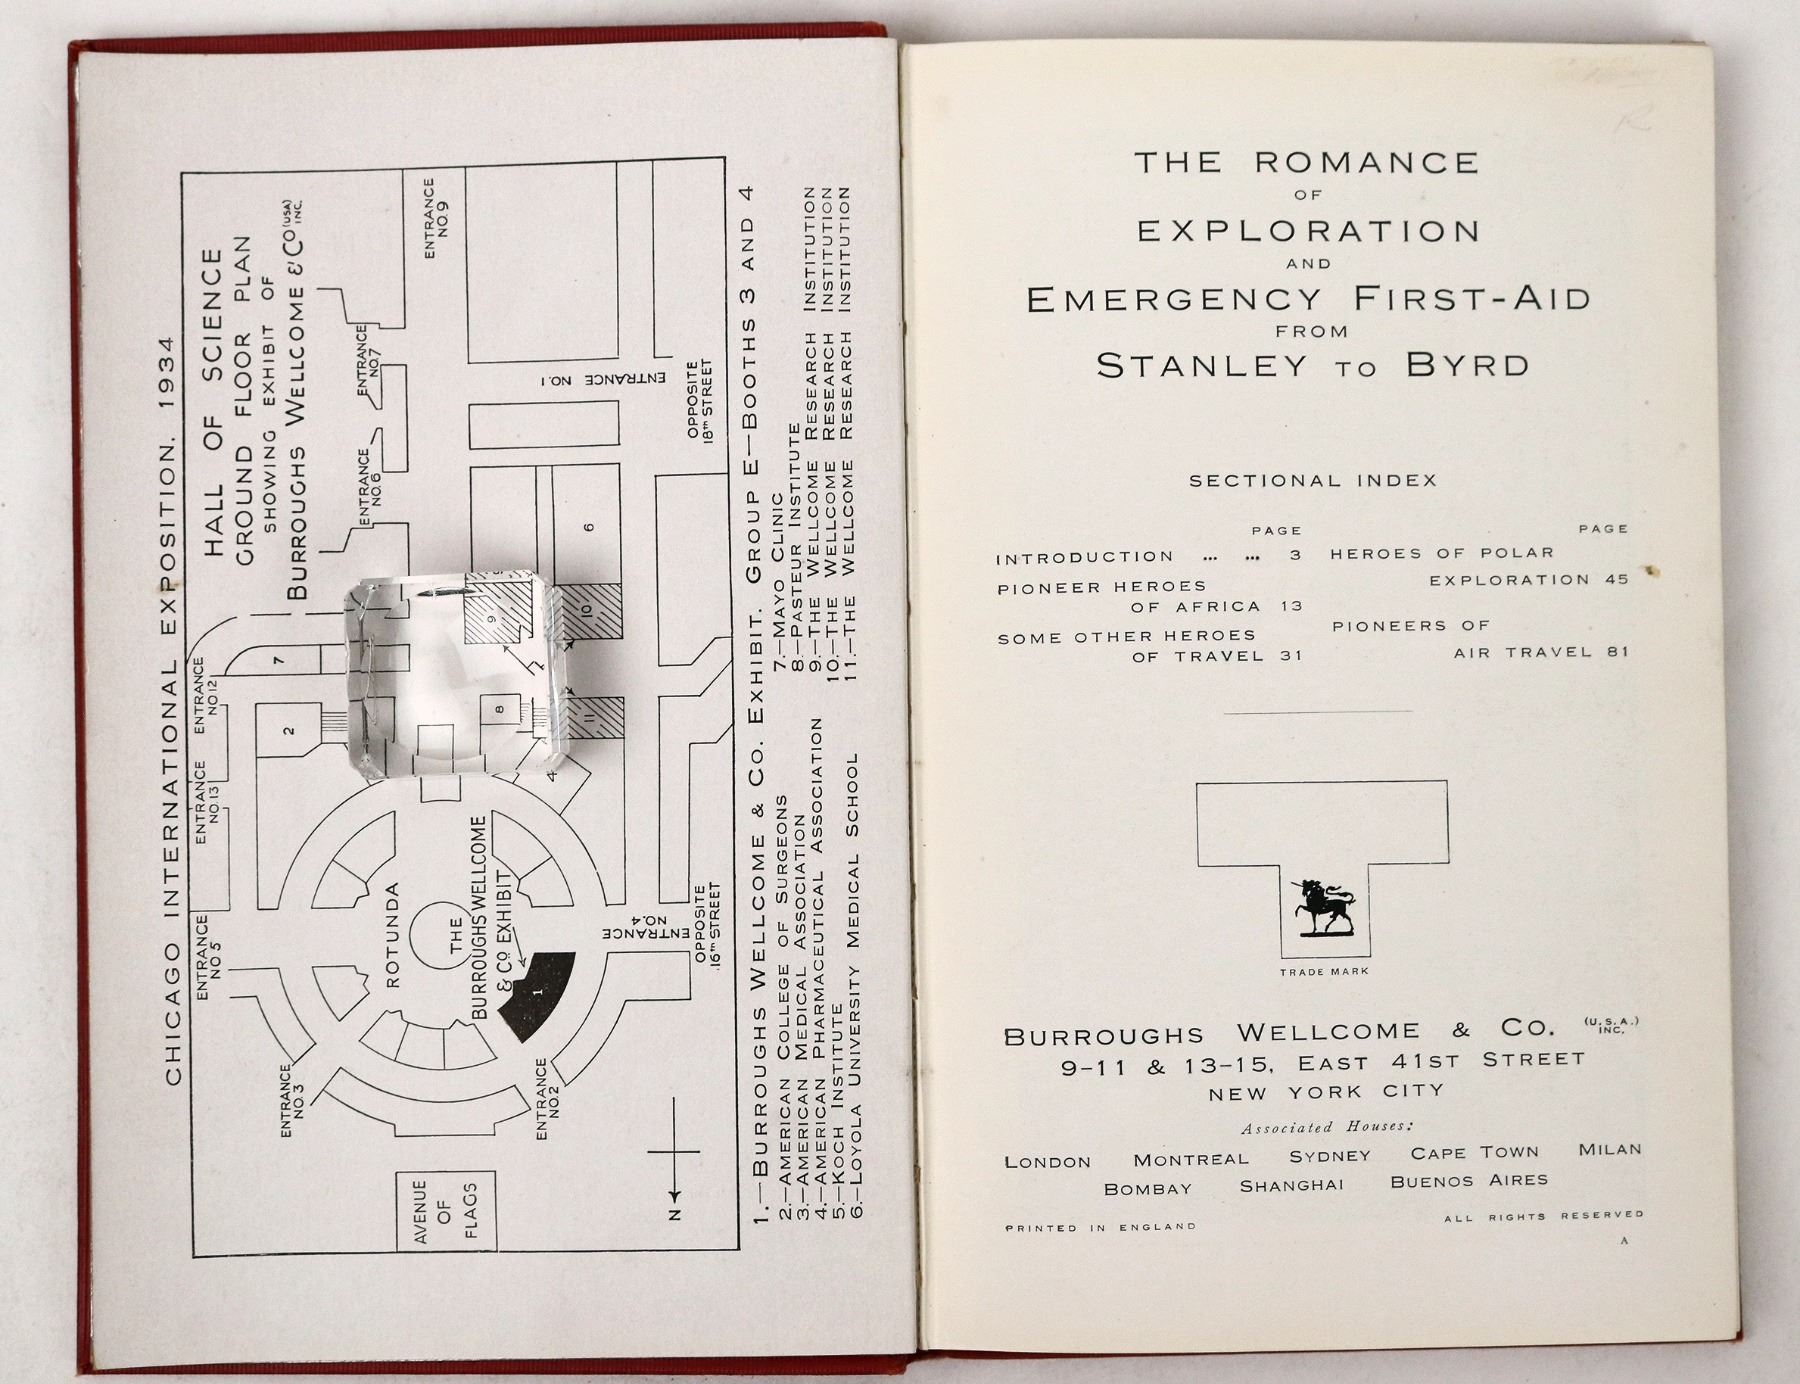 CHICAGO INTERNATIONAL EXPOSITION. 1934
HALL OF SCIENCE
GROUND FLOOR PLAN
SHOWING EXHIBIT OF
BURROUGHS WELLCOME & CO (USA) INC.
ENTRANCE NO. 9
ENTRANCE NO. 7
ENTRANCE NO. 6
ENTRANCE NO. 1
OPPOSITE
18TH STREET
ENTRANCE NO 12
ENTRANCE NO. 13
ENTRANCE NO 5
ENTRANCE NO. 3
ENTRANCE NO. 2
ENTRANCE NO. 4
OPPOSITE
16TH STREET
7
2
6
9
10
8
11
4
ROTUNDA
THE
BURROUGHS WELLCOME
& CO. EXHIBIT
1
AVENUE
OF
FLAGS
N
1.—BURROUGHS WELLCOME & CO. EXHIBIT. GROUP E—BOOTHS 3 AND 4
2.—AMERICAN COLLEGE OF SURGEONS
3.—AMERICAN MEDICAL ASSOCIATION
4.—AMERICAN PHARMACEUTICAL ASSOCIATION
5.—KOCH INSTITUTE
6.—LOYOLA UNIVERSITY MEDICAL SCHOOL
7.—MAYO CLINIC
8.—PASTEUR INSTITUTE
9.—THE WELLCOME RESEARCH INSTITUTION
10.—THE WELLCOME RESEARCH INSTITUTION
11.—THE WELLCOME RESEARCH INSTITUTION
THE ROMANCE
OF
EXPLORATION
AND
EMERGENCY FIRST-AID
FROM
STANLEY TO BYRD
SECTIONAL INDEX
PAGE
INTRODUCTION ... ... 3
PIONEER HEROES
OF AFRICA 13
SOME OTHER HEROES
OF TRAVEL 31
PAGE
HEROES OF POLAR
EXPLORATION 45
PIONEERS OF
AIR TRAVEL 81
TRADE MARK
BURROUGHS WELLCOME & CO. (U.S.A.) INC.
9-11 & 13-15, EAST 41ST STREET
NEW YORK CITY
Associated Houses:
LONDON MONTREAL SYDNEY CAPE TOWN MILAN
BOMBAY SHANGHAI BUENOS AIRES
PRINTED IN ENGLAND ALL RIGHTS RESERVED
A